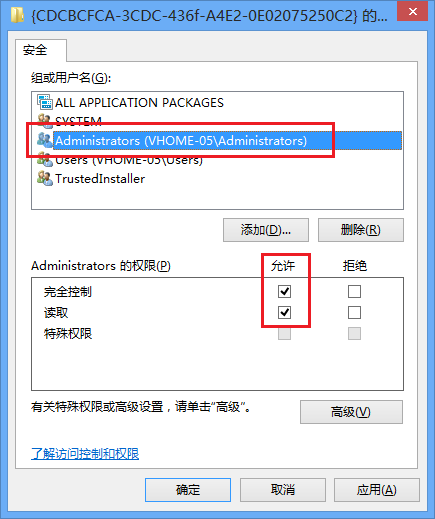 {CDCBCFCA-3CDC-436f-A4E2-0E02075250C2} 的...
安全
组或用户名(G):
ALL APPLICATION PACKAGES
SYSTEM
Administrators (VHOME-05\Administrators)
Users (VHOME-05\Users)
TrustedInstaller
添加(D)... 删除(R)
Administrators 的权限(P) 允许 拒绝
完全控制
读取
特殊权限
有关特殊权限或高级设置，请单击“高级”。 高级(V)
了解访问控制和权限
确定 取消 应用(A)